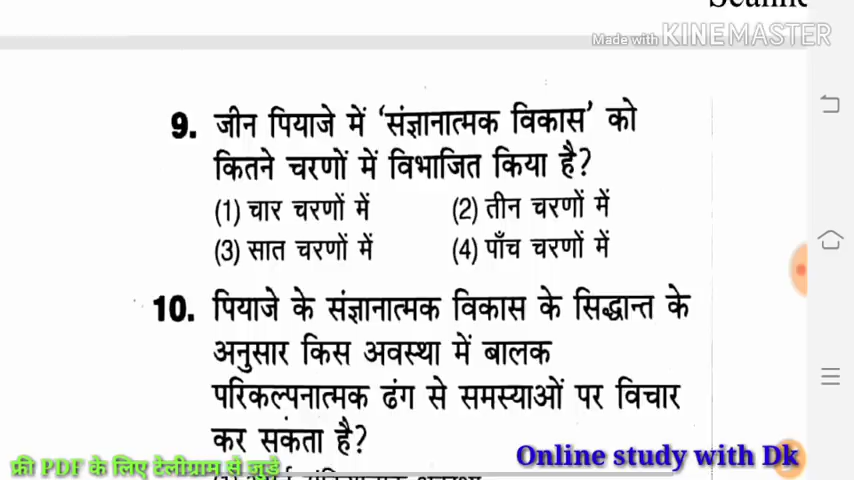 Made with KINEMASTER
9. जीन पियाजे में ‘संज्ञानात्मक विकास’ को
कितने चरणों में विभाजित किया है?
(1) चार चरणों में (2) तीन चरणों में
(3) सात चरणों में (4) पाँच चरणों में
10. पियाजे के संज्ञानात्मक विकास के सिद्धान्त के
अनुसार किस अवस्था में बालक
परिकल्पनात्मक ढंग से समस्याओं पर विचार
कर सकता है?
फ्री PDF के लिए टेलीग्राम से जुड़े
Online study with Dk